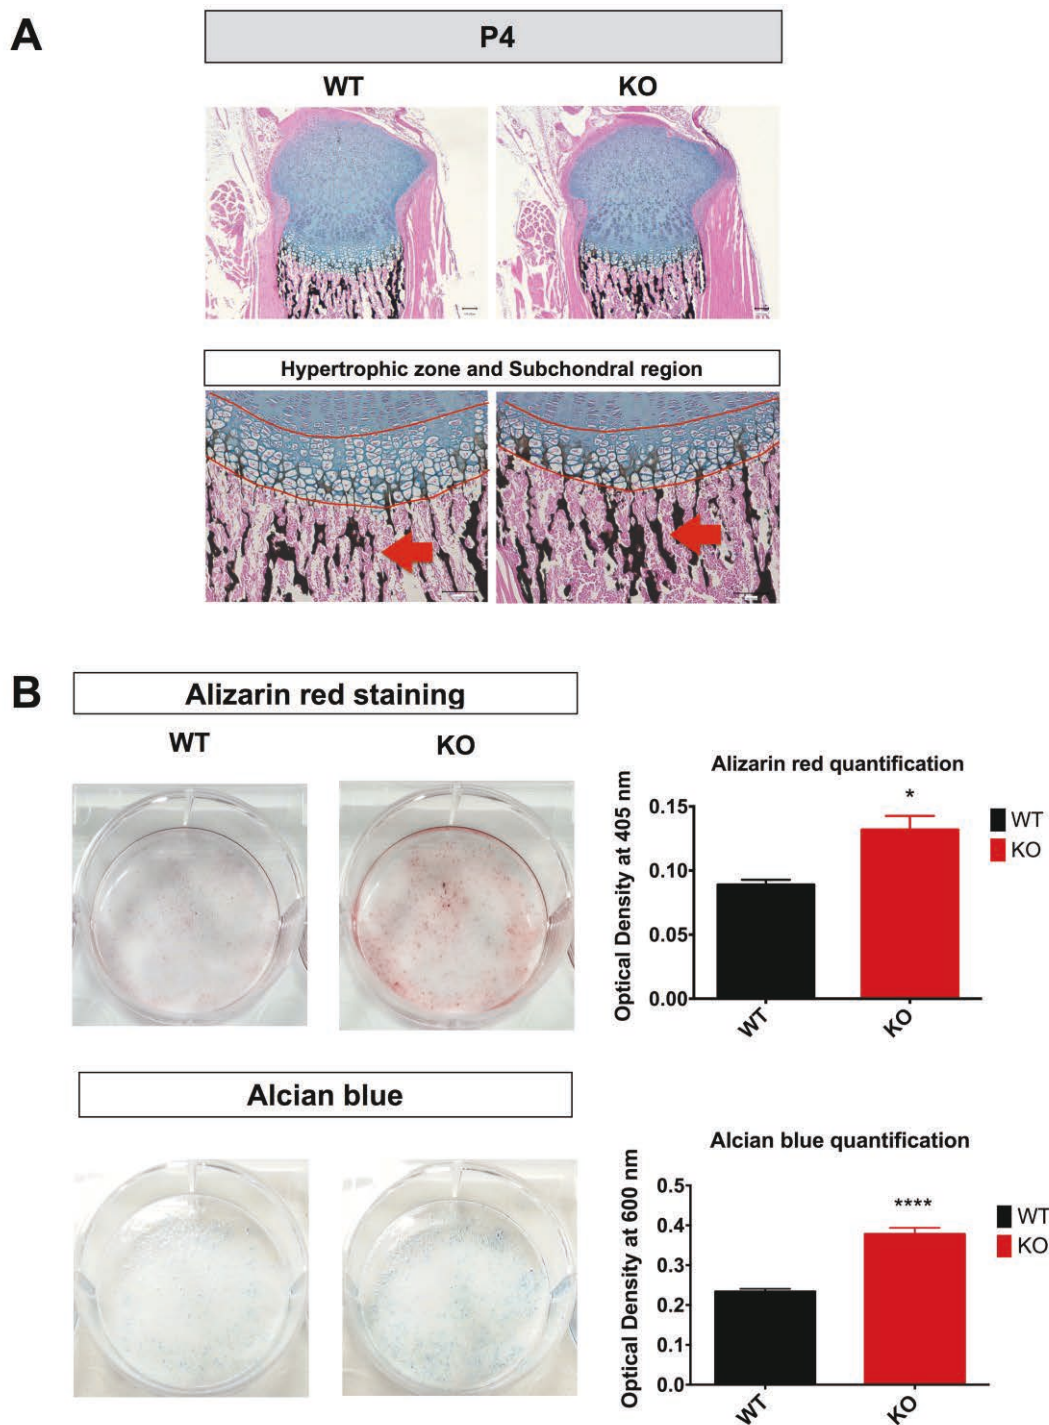 A
P4
WT
KO
Hypertrophic zone and Subchondral region
B
Alizarin red staining
WT
KO
Alizarin red quantification
*
Optical Density at 405 nm
0.15
0.10
0.05
0.00
WT
KO
WT
KO
Alcian blue
Alcian blue quantification
****
Optical Density at 600 nm
0.5
0.4
0.3
0.2
0.1
0.0
WT
KO
WT
KO